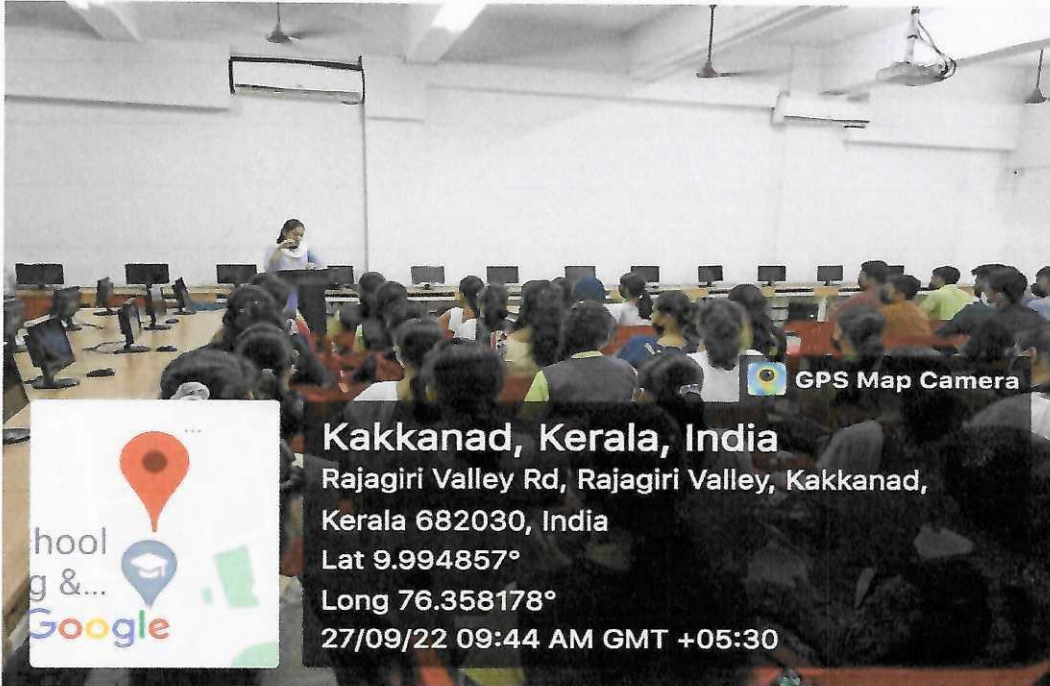 GPS Map Camera
Kakkanad, Kerala, India
Rajagiri Valley Rd, Rajagiri Valley, Kakkanad,
Kerala 682030, India
Lat 9.994857°
Long 76.358178°
27/09/22 09:44 AM GMT +05:30
hool
g &...
Google